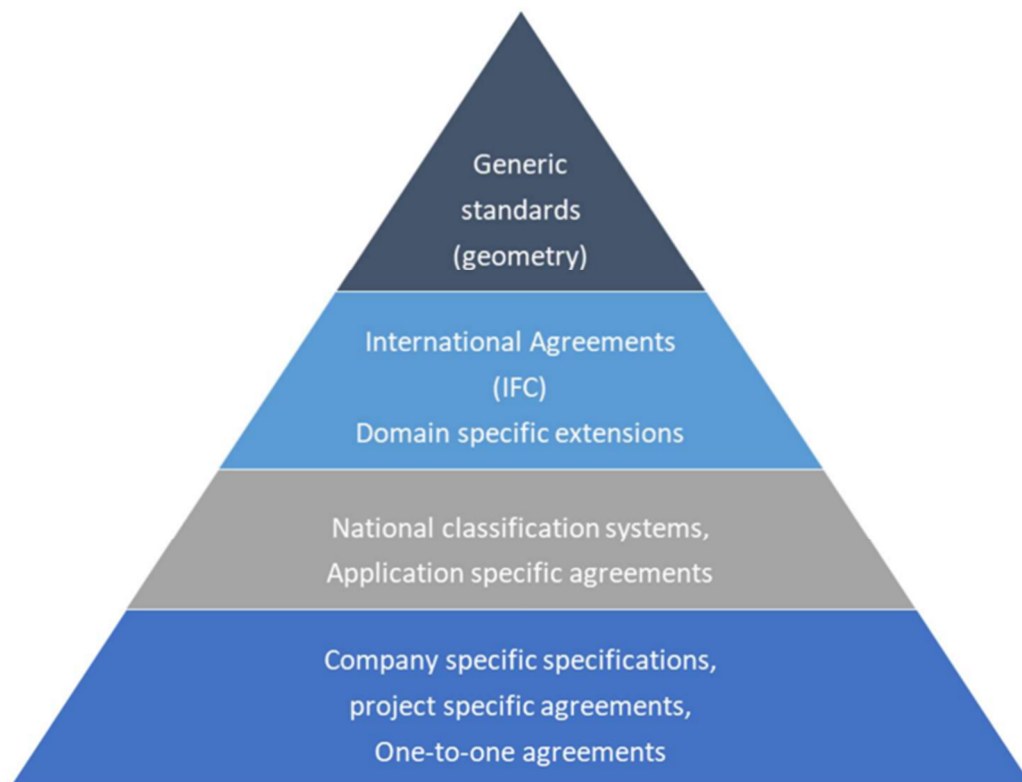 Generic
standards
(geometry)
International Agreements
(IFC)
Domain specific extensions
National classification systems,
Application specific agreements
Company specific specifications,
project specific agreements,
One-to-one agreements